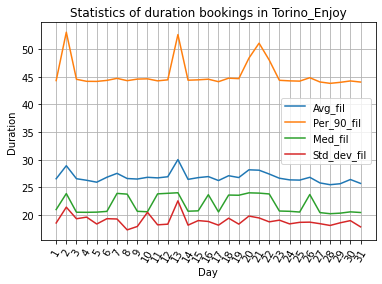 Statistics of duration bookings in Torino_Enjoy
Duration
50
45
40
35
30
25
20
Avg_fil
Per_90_fil
Med_fil
Std_dev_fil
1 2 3 4 5 6 7 8 9 10 11 12 13 14 15 16 17 18 19 20 21 22 23 24 25 26 27 28 29 30 31
Day